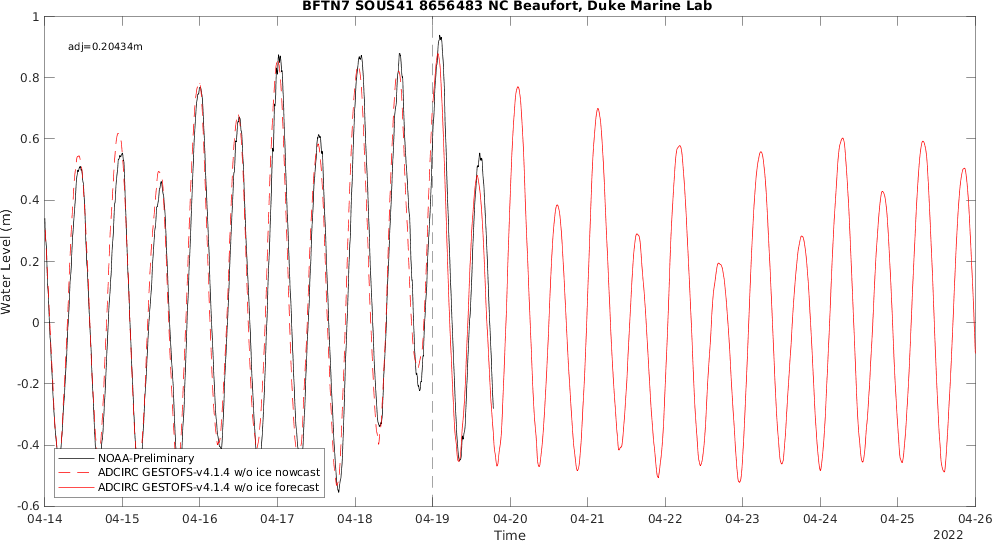 BFTN7 SOUS41 8656483 NC Beaufort, Duke Marine Lab
adj=0.20434m
1
0.8
0.6
0.4
0.2
0
-0.2
-0.4
-0.6
Water Level (m)
NOAA-Preliminary
ADCIRC GESTOFS-v4.1.4 w/o ice nowcast
ADCIRC GESTOFS-v4.1.4 w/o ice forecast
04-14 04-15 04-16 04-17 04-18 04-19 04-20 04-21 04-22 04-23 04-24 04-25 04-26
Time
2022